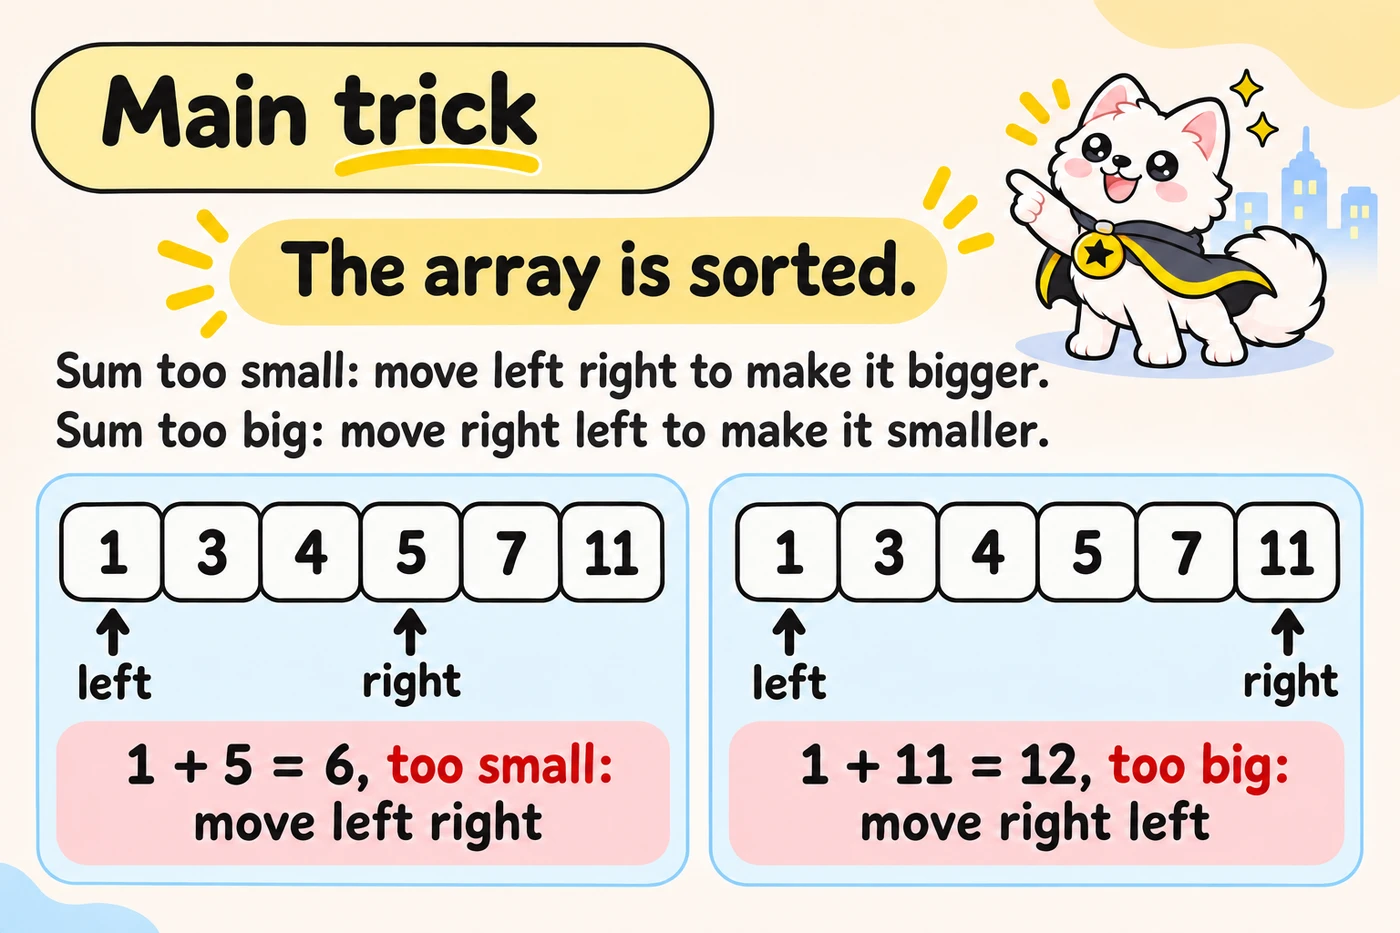 Main trick
The array is sorted.
Sum too small: move left right to make it bigger.
Sum too big: move right left to make it smaller.
1 3 4 5 7 11
left right
1 + 5 = 6, too small:
move left right
1 3 4 5 7 11
left right
1 + 11 = 12, too big:
move right left